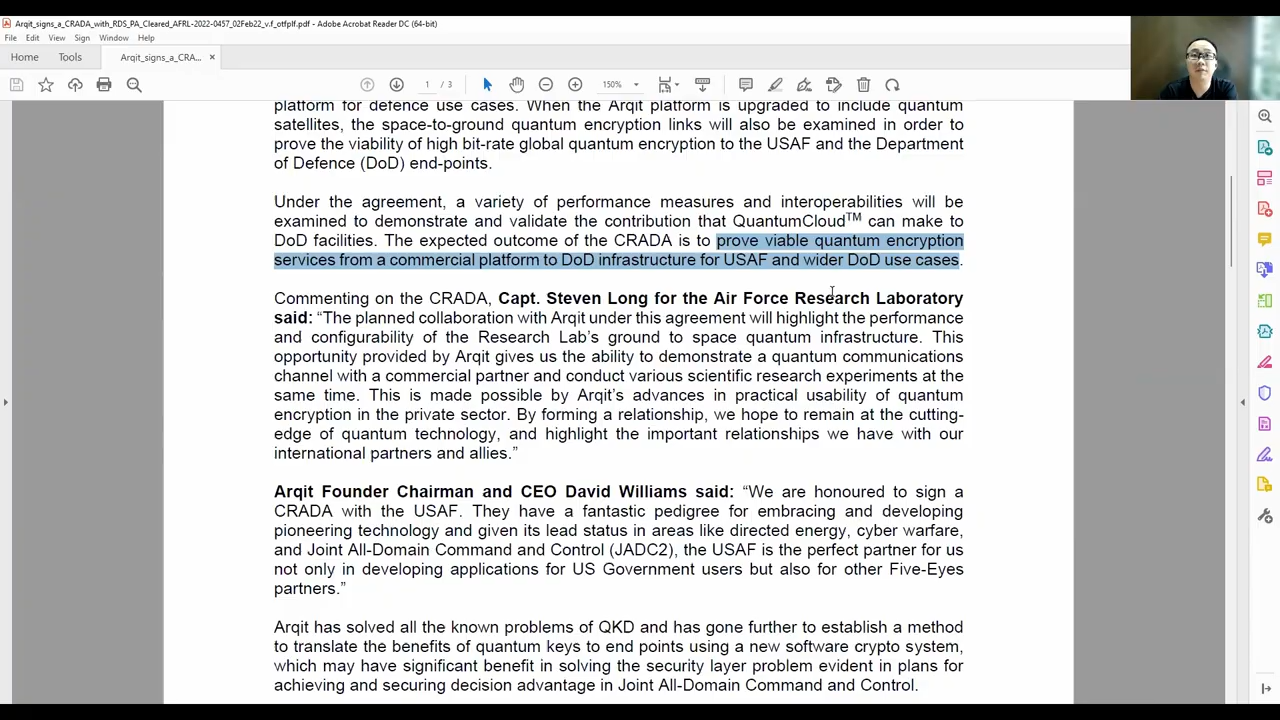 Arqit_signs_a_CRADA_with_RDS_PA_Cleared_AFRL-2022-0457_02Feb22_v.f_otfplf.pdf - Adobe Acrobat Reader DC (64-bit)
File Edit View Sign Window Help
Home Tools Arqit_signs_a_CRA... ×
1 / 3 150%
platform for defence use cases. When the Arqit platform is upgraded to include quantum
satellites, the space-to-ground quantum encryption links will also be examined in order to
prove the viability of high bit-rate global quantum encryption to the USAF and the Department
of Defence (DoD) end-points.
Under the agreement, a variety of performance measures and interoperabilities will be
examined to demonstrate and validate the contribution that QuantumCloud™ can make to
DoD facilities. The expected outcome of the CRADA is to prove viable quantum encryption
services from a commercial platform to DoD infrastructure for USAF and wider DoD use cases.
Commenting on the CRADA, Capt. Steven Long for the Air Force Research Laboratory
said: “The planned collaboration with Arqit under this agreement will highlight the performance
and configurability of the Research Lab’s ground to space quantum infrastructure. This
opportunity provided by Arqit gives us the ability to demonstrate a quantum communications
channel with a commercial partner and conduct various scientific research experiments at the
same time. This is made possible by Arqit’s advances in practical usability of quantum
encryption in the private sector. By forming a relationship, we hope to remain at the cutting-
edge of quantum technology, and highlight the important relationships we have with our
international partners and allies.”
Arqit Founder Chairman and CEO David Williams said: “We are honoured to sign a
CRADA with the USAF. They have a fantastic pedigree for embracing and developing
pioneering technology and given its lead status in areas like directed energy, cyber warfare,
and Joint All-Domain Command and Control (JADC2), the USAF is the perfect partner for us
not only in developing applications for US Government users but also for other Five-Eyes
partners.”
Arqit has solved all the known problems of QKD and has gone further to establish a method
to translate the benefits of quantum keys to end points using a new software crypto system,
which may have significant benefit in solving the security layer problem evident in plans for
achieving and securing decision advantage in Joint All-Domain Command and Control.